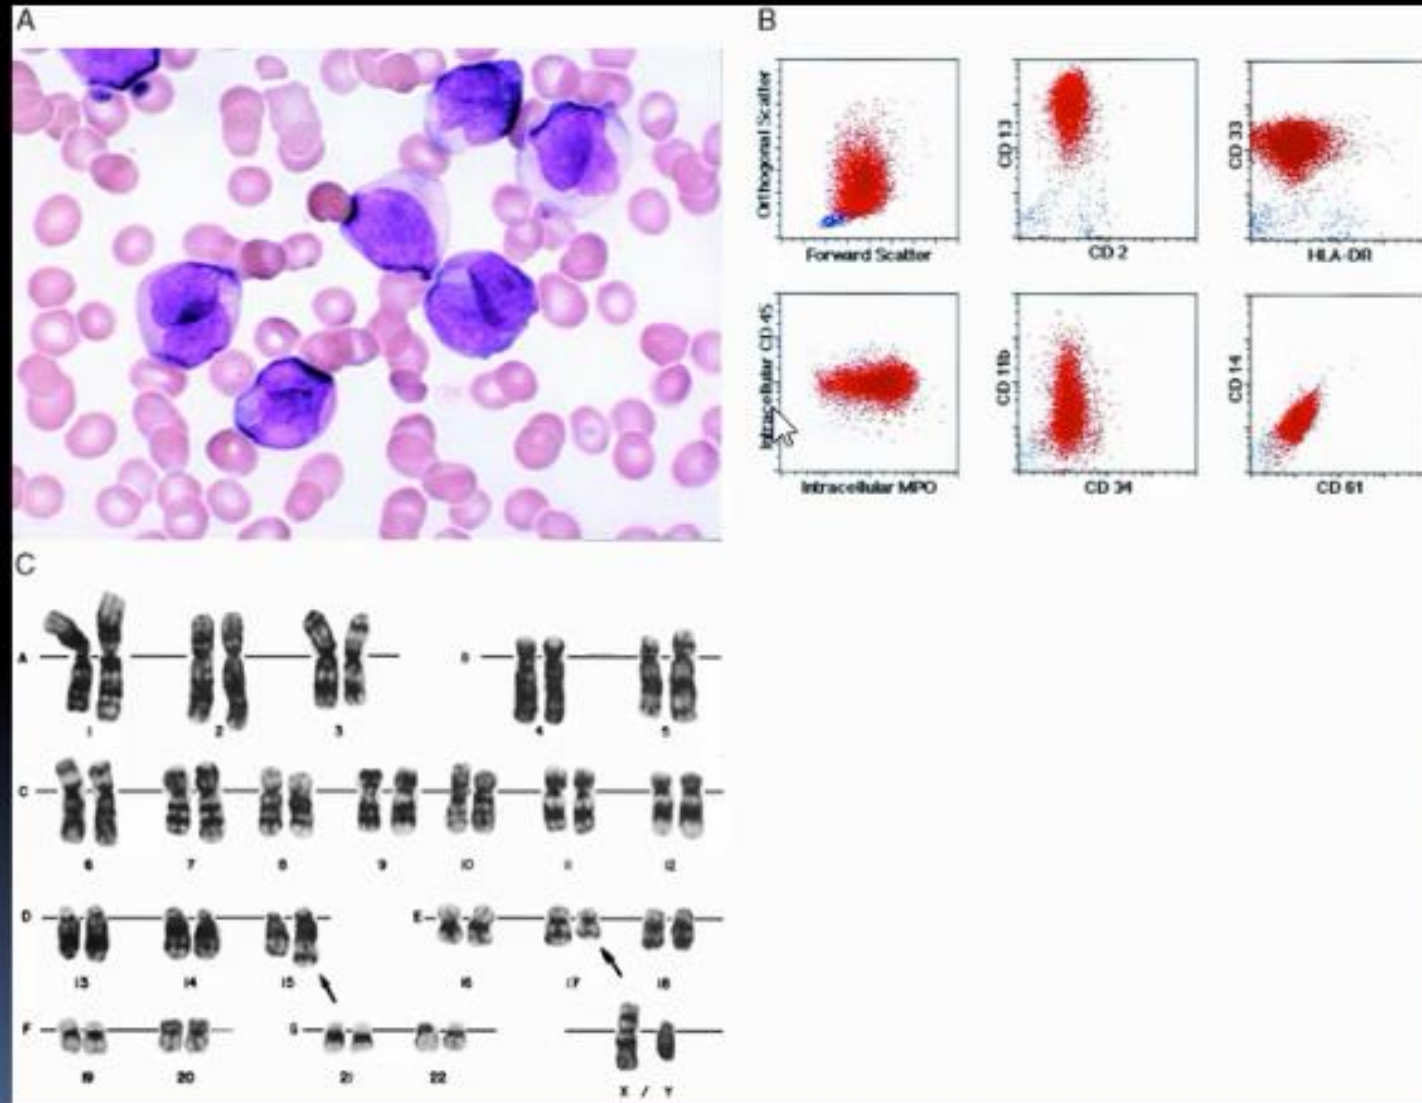 A
B
Orthogonal Scatter
Forward Scatter
CD 13
CD 2
CD 33
HLA-DR
Intracellular CD 45
Intracellular MPO
CD 11b
CD 34
CD 14
CD 61
C
A
1
2
3
B
4
5
C
6
7
8
9
10
11
12
D
13
14
15
E
16
17
18
F
19
20
G
21
22
X / Y